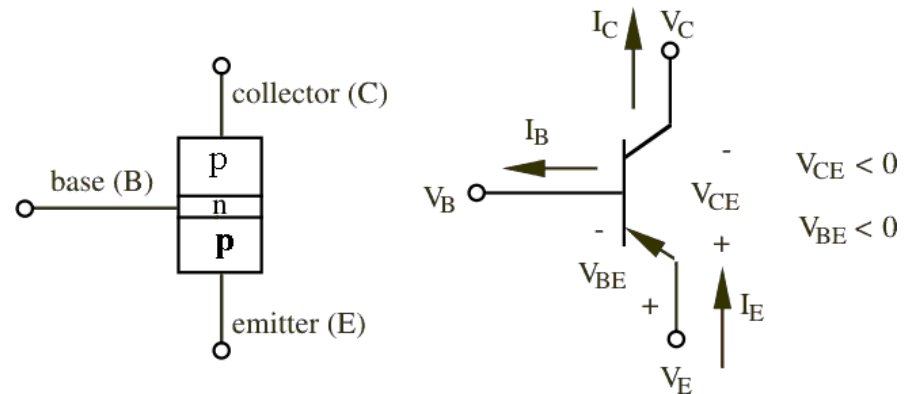 collector (C)
p
base (B)
n
p
emitter (E)
I_C
V_C
I_B
V_B
-
V_CE
+
-
V_BE
+
I_E
V_E
V_CE < 0
V_BE < 0